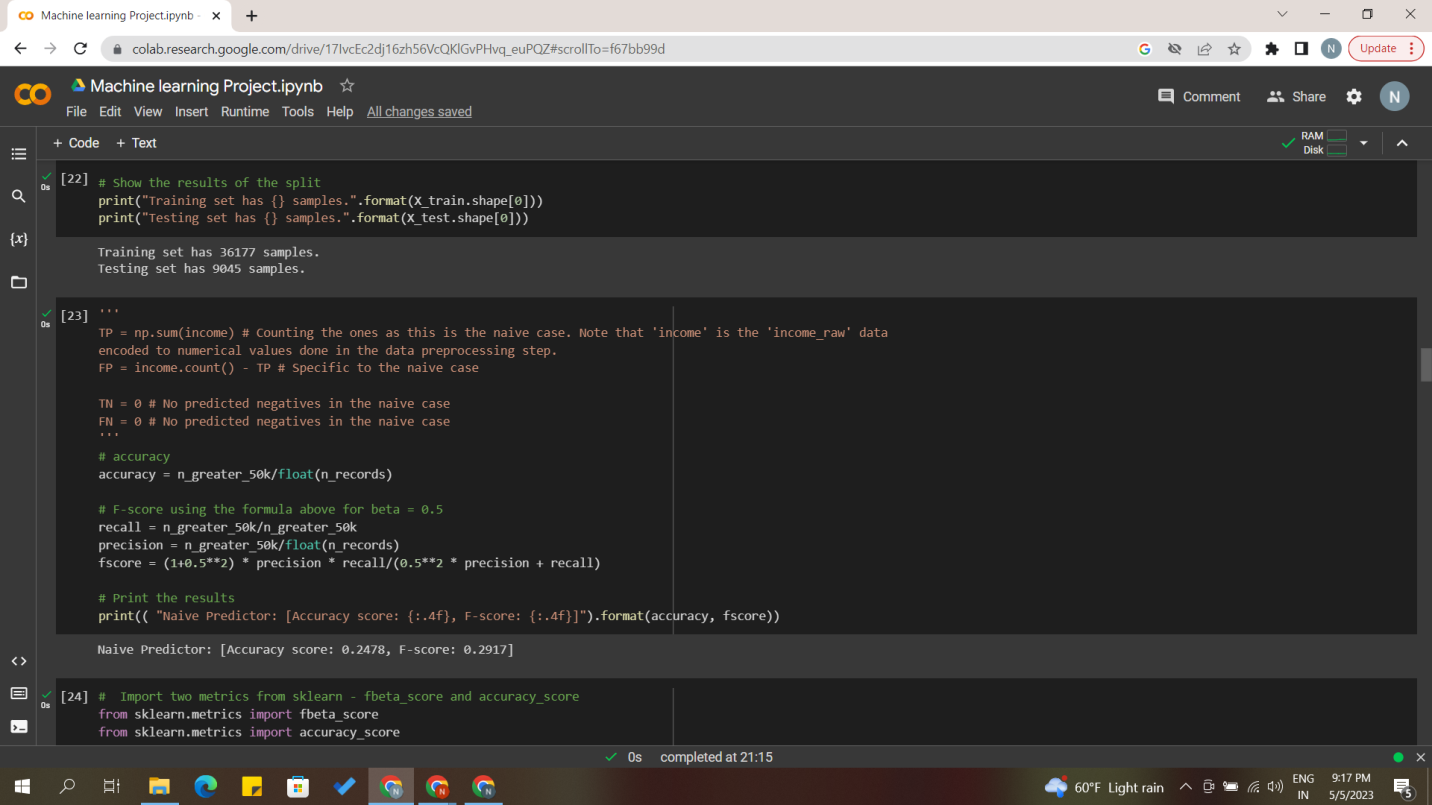 Machine learning Project.ipynb -
colab.research.google.com/drive/17IvcEc2dj16zh56VcQKlGvPHvq_euPQZ#scrollTo=f67bb99d
N
Update
Machine learning Project.ipynb
File Edit View Insert Runtime Tools Help All changes saved
Comment
Share
N
+ Code + Text
RAM
Disk
{x}
0s
[22] # Show the results of the split
print("Training set has {} samples.".format(X_train.shape[0]))
print("Testing set has {} samples.".format(X_test.shape[0]))
Training set has 36177 samples.
Testing set has 9045 samples.
0s
[23] '''
TP = np.sum(income) # Counting the ones as this is the naive case. Note that 'income' is the 'income_raw' data
encoded to numerical values done in the data preprocessing step.
FP = income.count() - TP # Specific to the naive case
TN = 0 # No predicted negatives in the naive case
FN = 0 # No predicted negatives in the naive case
'''
# accuracy
accuracy = n_greater_50k/float(n_records)
# F-score using the formula above for beta = 0.5
recall = n_greater_50k/n_greater_50k
precision = n_greater_50k/float(n_records)
fscore = (1+0.5**2) * precision * recall/(0.5**2 * precision + recall)
# Print the results
print(( "Naive Predictor: [Accuracy score: {:.4f}, F-score: {:.4f}]").format(accuracy, fscore))
Naive Predictor: [Accuracy score: 0.2478, F-score: 0.2917]
0s
[24] #  Import two metrics from sklearn - fbeta_score and accuracy_score
from sklearn.metrics import fbeta_score
from sklearn.metrics import accuracy_score
0s completed at 21:15
60°F Light rain
ENG
IN
9:17 PM
5/5/2023
5